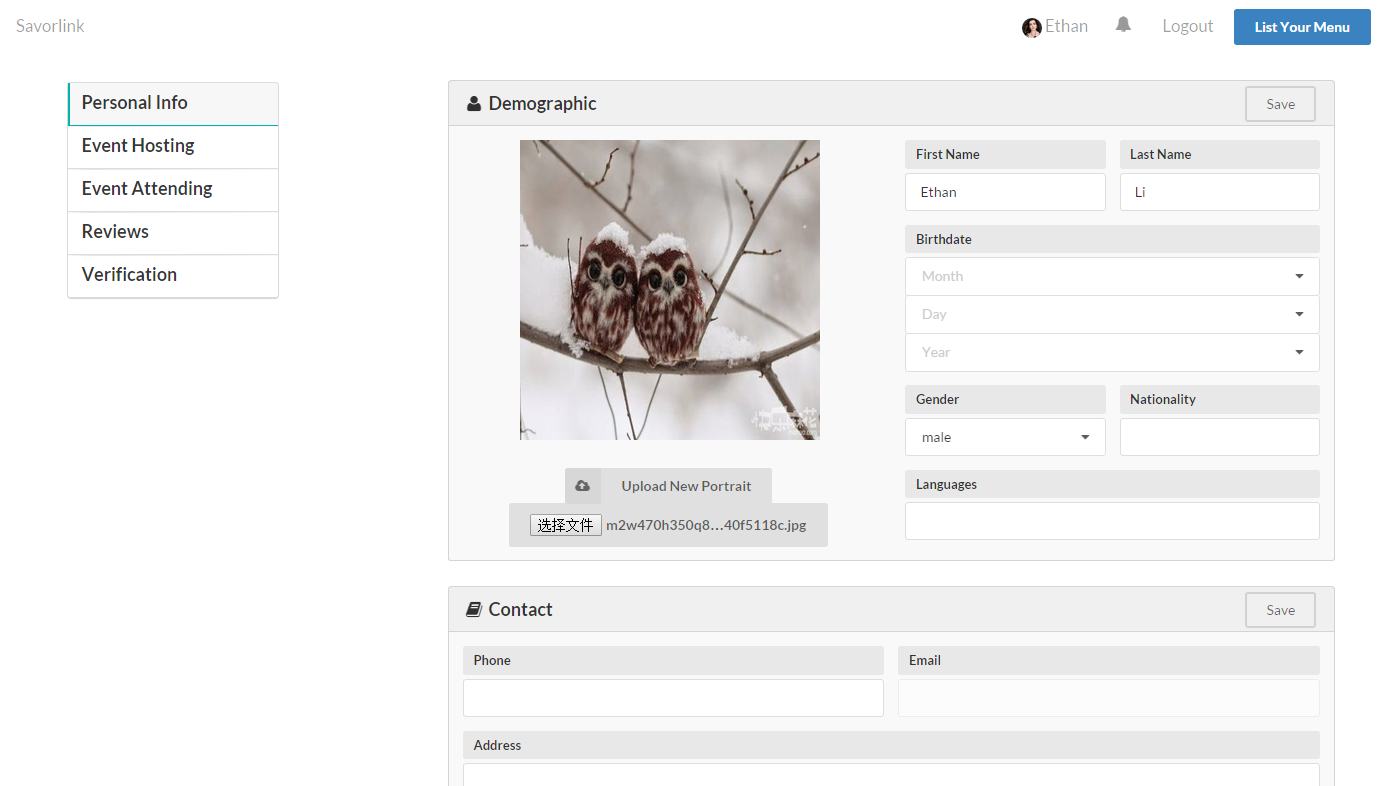 Savorlink
Ethan
Logout
List Your Menu
Personal Info
Event Hosting
Event Attending
Reviews
Verification
Demographic
Save
First Name
Last Name
Ethan
Li
Birthdate
Month
Day
Year
Gender
Nationality
male
Languages
Upload New Portrait
选择文件 m2w470h350q8...40f5118c.jpg
Contact
Save
Phone
Email
Address